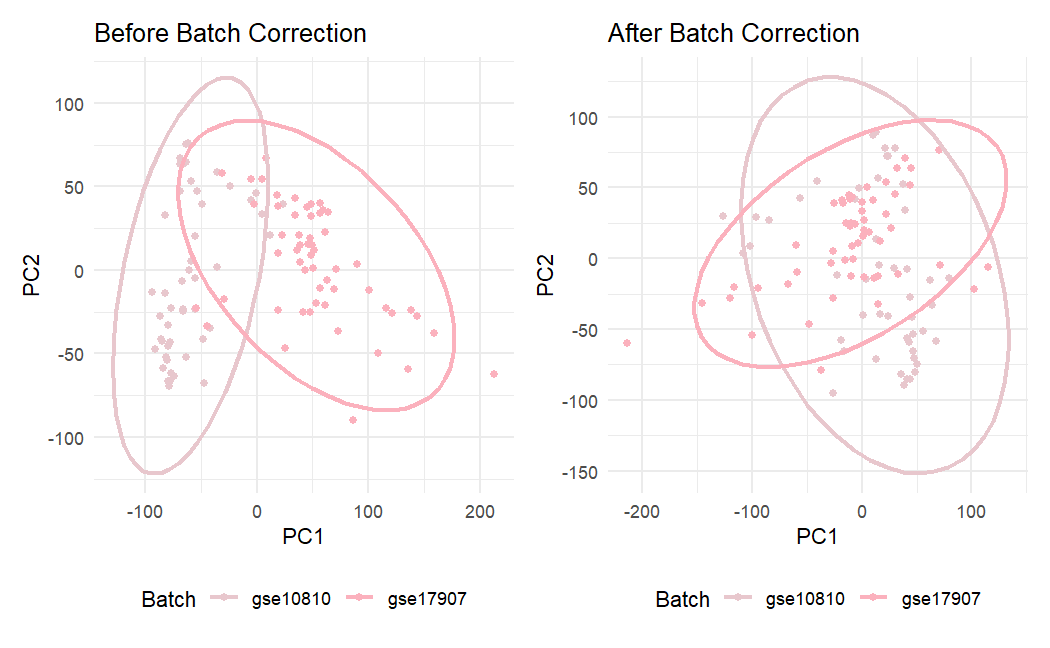 Before Batch Correction
After Batch Correction
PC2
100
50
0
-50
-100
-100
0
100
200
PC1
Batch
gse10810
gse17907
PC2
100
50
0
-50
-100
-150
-200
-100
0
100
PC1
Batch
gse10810
gse17907